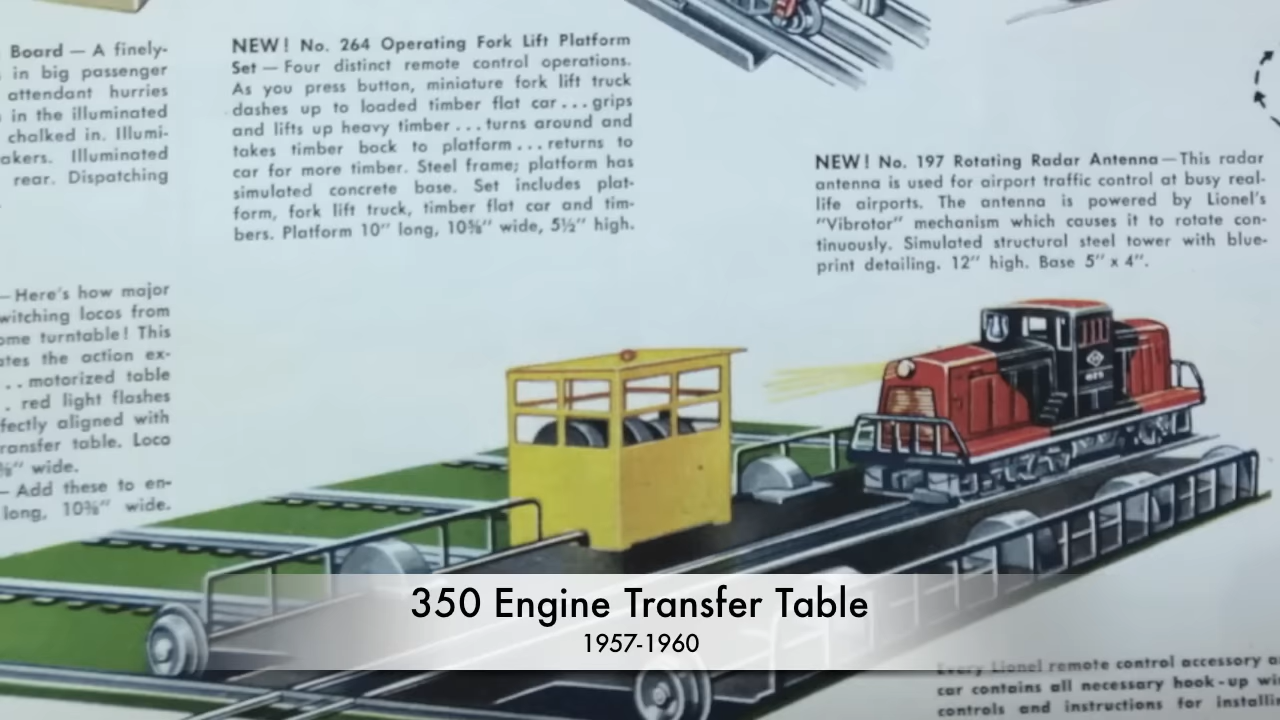 Board — A finely-
in big passenger
attendant hurries
in the illuminated
chalked in. Illumi-
akers. Illuminated
rear. Dispatching
NEW! No. 264 Operating Fork Lift Platform
Set — Four distinct remote control operations.
As you press button, miniature fork lift truck
dashes up to loaded timber flat car...grips
and lifts up heavy timber...turns around and
takes timber back to platform...returns to
car for more timber. Steel frame; platform has
simulated concrete base. Set includes plat-
form, fork lift truck, timber flat car and tim-
bers. Platform 10" long, 10⅜" wide, 5½" high.
NEW! No. 197 Rotating Radar Antenna—This radar
antenna is used for airport traffic control at busy real-
life airports. The antenna is powered by Lionel's
"Vibrotor" mechanism which causes it to rotate con-
tinuously. Simulated structural steel tower with blue-
print detailing. 12" high. Base 5" x 4".
—Here's how major
witching locos from
ome turntable! This
ates the action ex-
..motorized table
. red light flashes
fectly aligned with
ransfer table. Loco
⅜" wide.
— Add these to en-
long, 10⅜" wide.
350 Engine Transfer Table
1957-1960
Every Lionel remote control accessory a
car contains all necessary hook-up wi
controls and instructions for installi